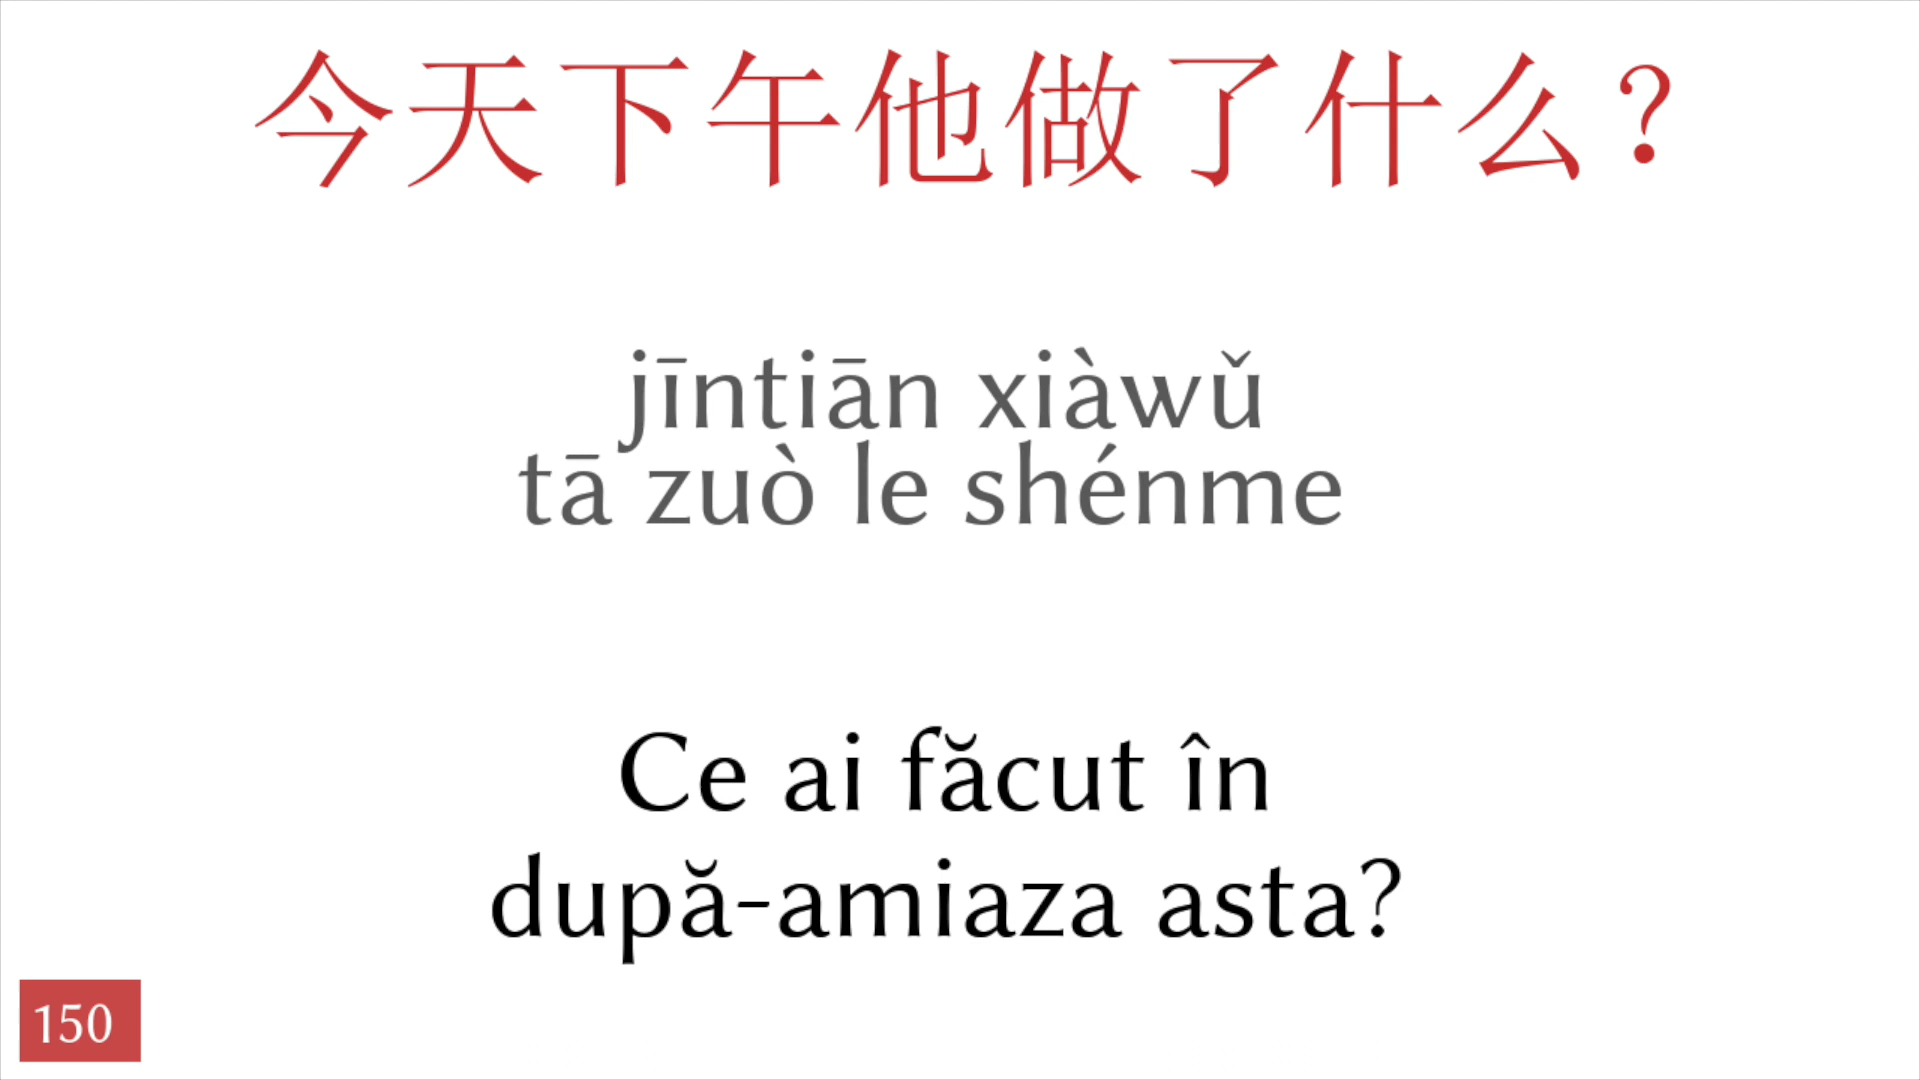 今天下午他做了什么？
jīntiān xiàwǔ
tā zuò le shénme
Ce ai făcut în
după-amiaza asta?
150